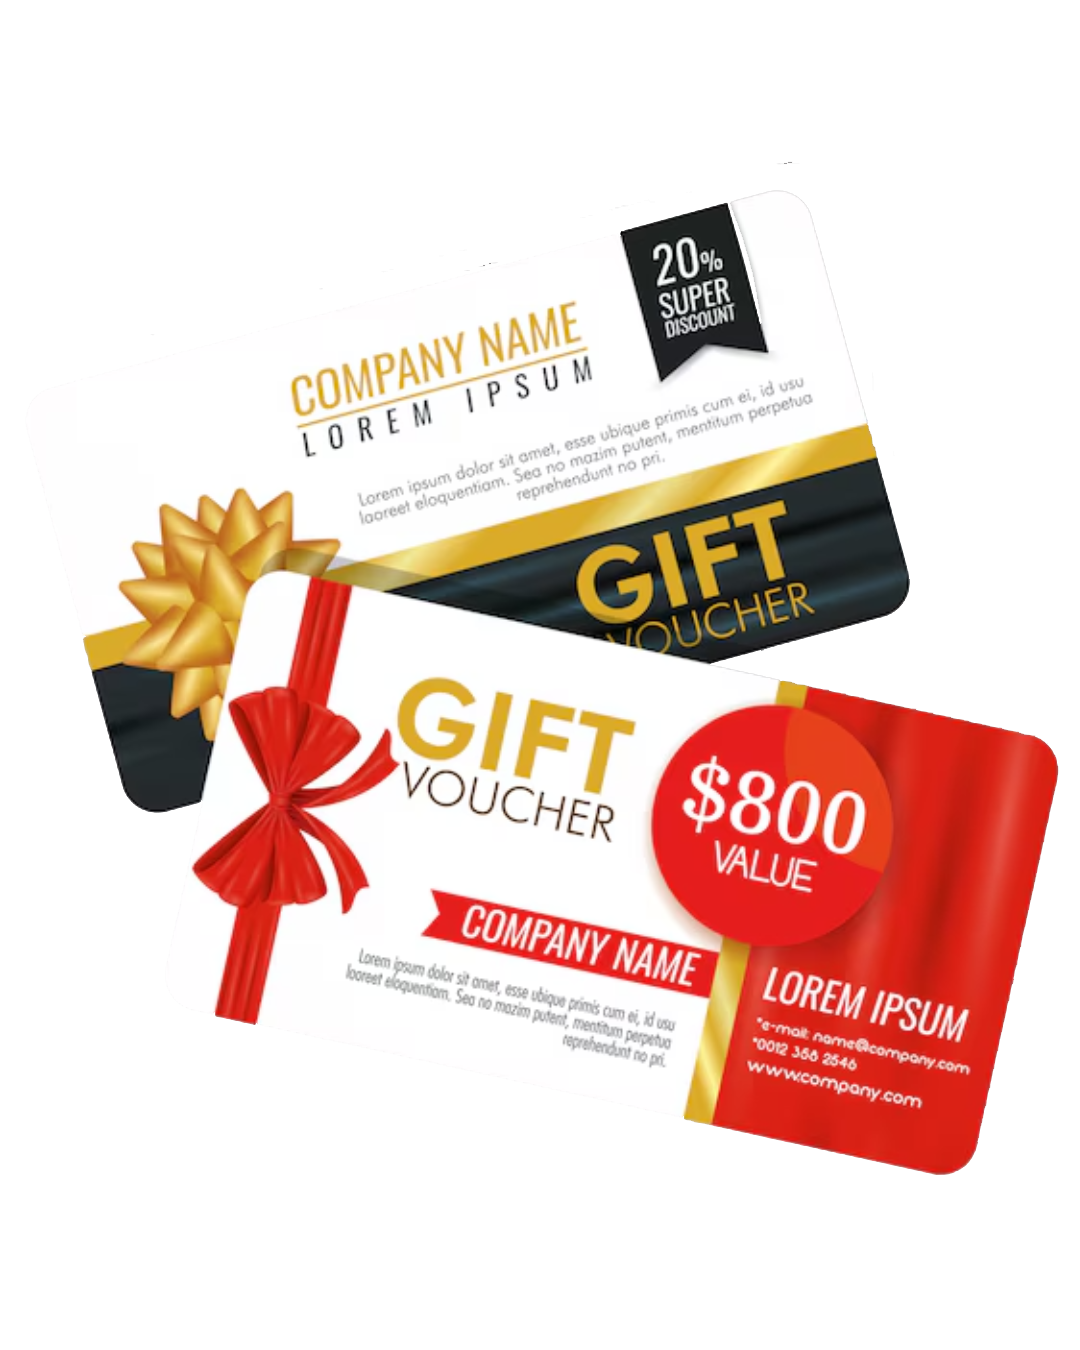 20%
SUPER
DISCOUNT
COMPANY NAME
LOREM IPSUM
Lorem ipsum dolor sit amet, esse ubique primis cum ei, id usu
laoreet eloquentiam. Sea no mazim putent, mentitum perpetua
reprehendunt no pri.
GIFT
VOUCHER
GIFT
VOUCHER
$800
VALUE
COMPANY NAME
Lorem ipsum dolor sit amet, esse ubique primis cum ei, id usu
laoreet eloquentiam. Sea no mazim putent, mentitum perpetua
reprehendunt no pri.
LOREM IPSUM
*e-mail: name@company.com
*0012 368 2546
www.company.com